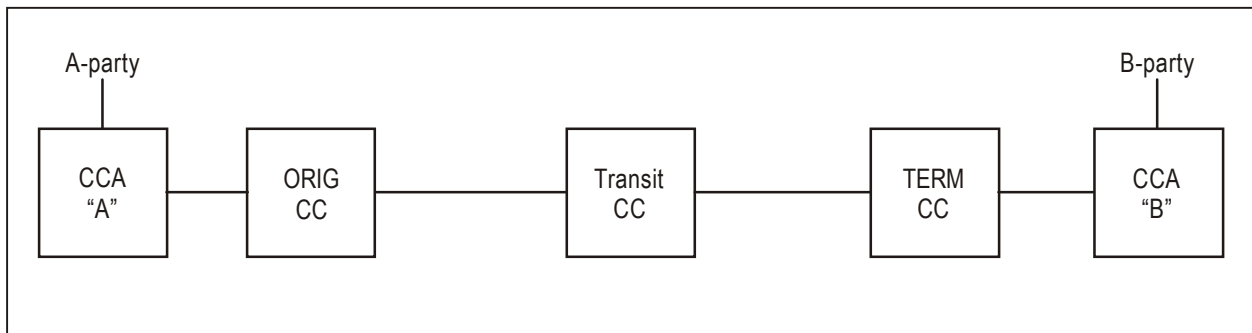 A-party
B-party
CCA
“A”
ORIG
CC
Transit
CC
TERM
CC
CCA
“B”